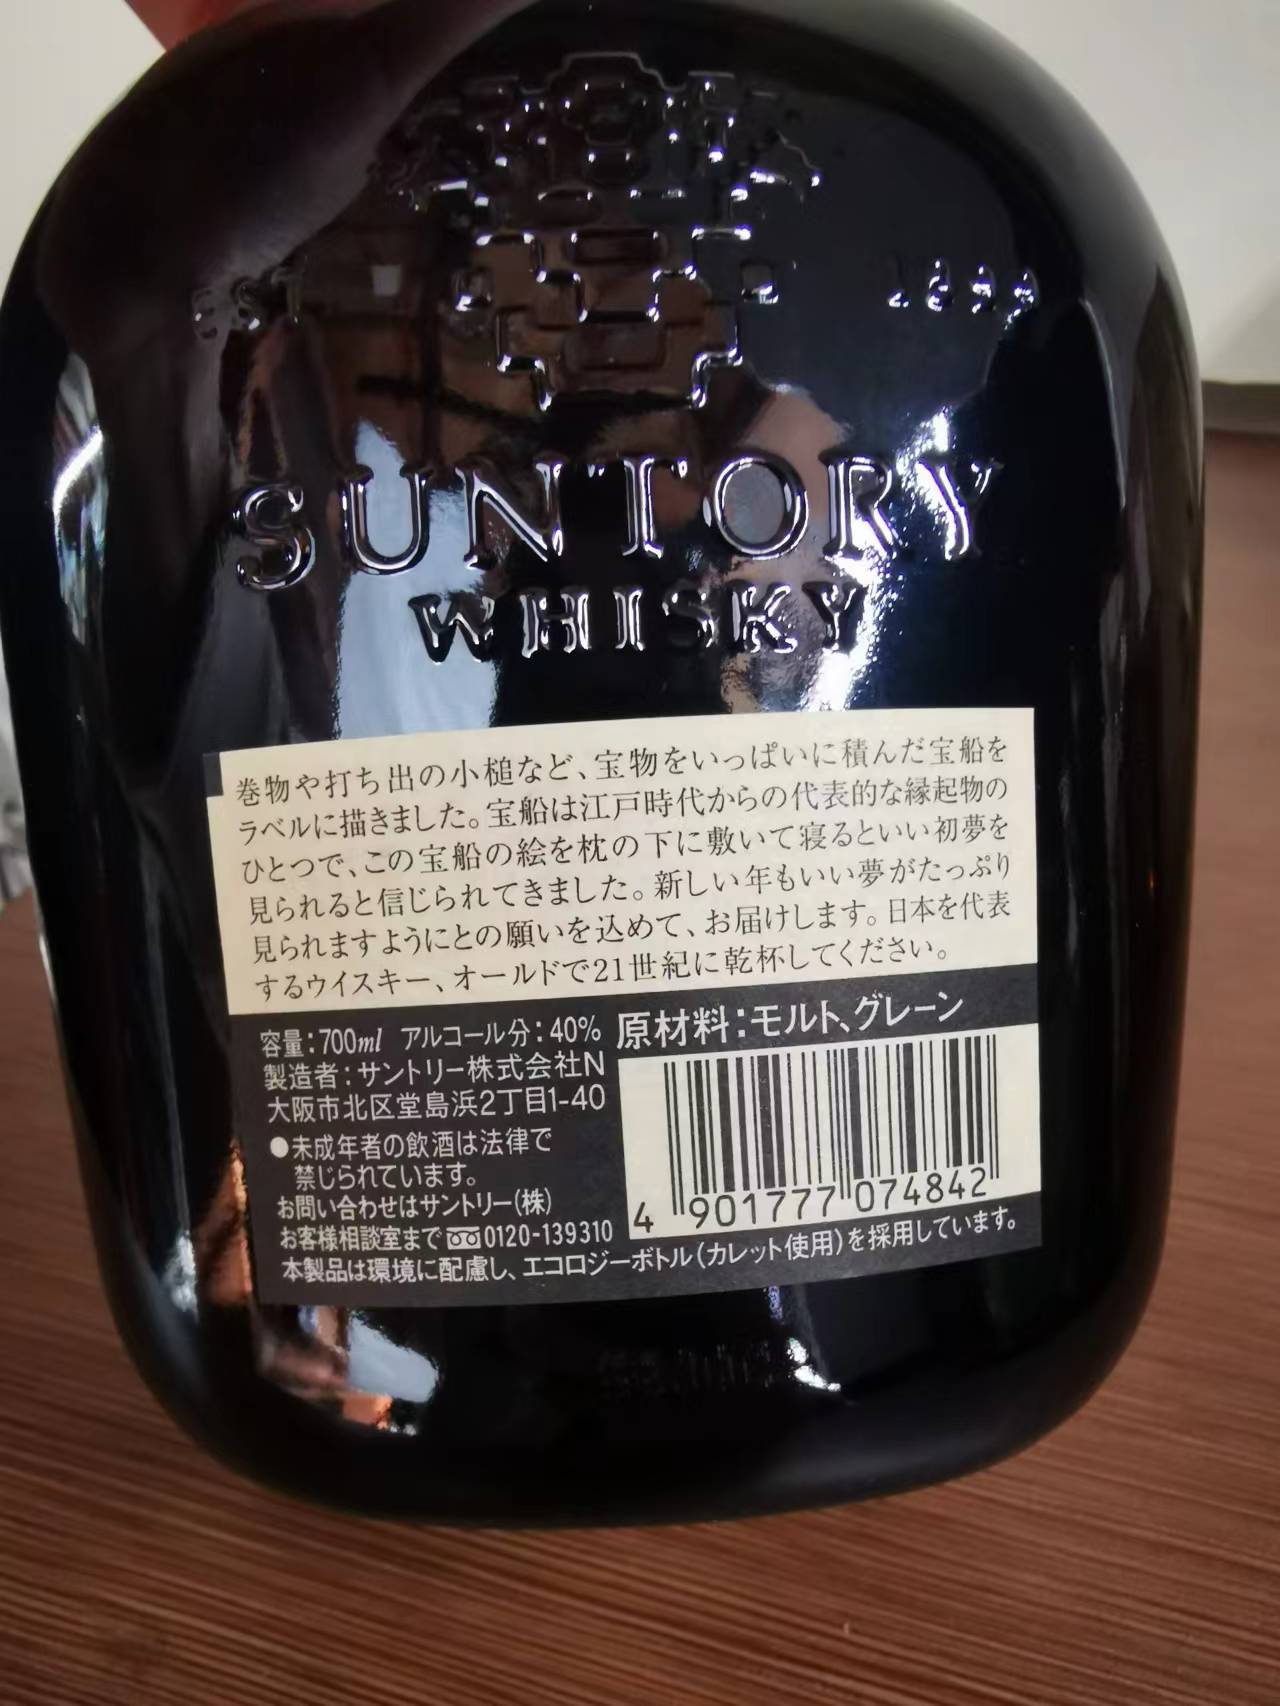 EST 1899
SUNTORY
WHISKY
巻物や打ち出の小槌など、宝物をいっぱいに積んだ宝船を
ラベルに描きました。宝船は江戸時代からの代表的な縁起物の
ひとつで、この宝船の絵を枕の下に敷いて寝るといい初夢を
見られると信じられてきました。新しい年もいい夢がたっぷり
見られますようにとの願いを込めて、お届けします。日本を代表
するウイスキー、オールドで21世紀に乾杯してください。
容量:700ml アルコール分:40% 原材料:モルト、グレーン
製造者:サントリー株式会社N
大阪市北区堂島浜2丁目1-40
●未成年者の飲酒は法律で
禁じられています。
お問い合わせはサントリー(株)
お客様相談室まで 0120-139310
4 901777 074842
本製品は環境に配慮し、エコロジーボトル(カレット使用)を採用しています。